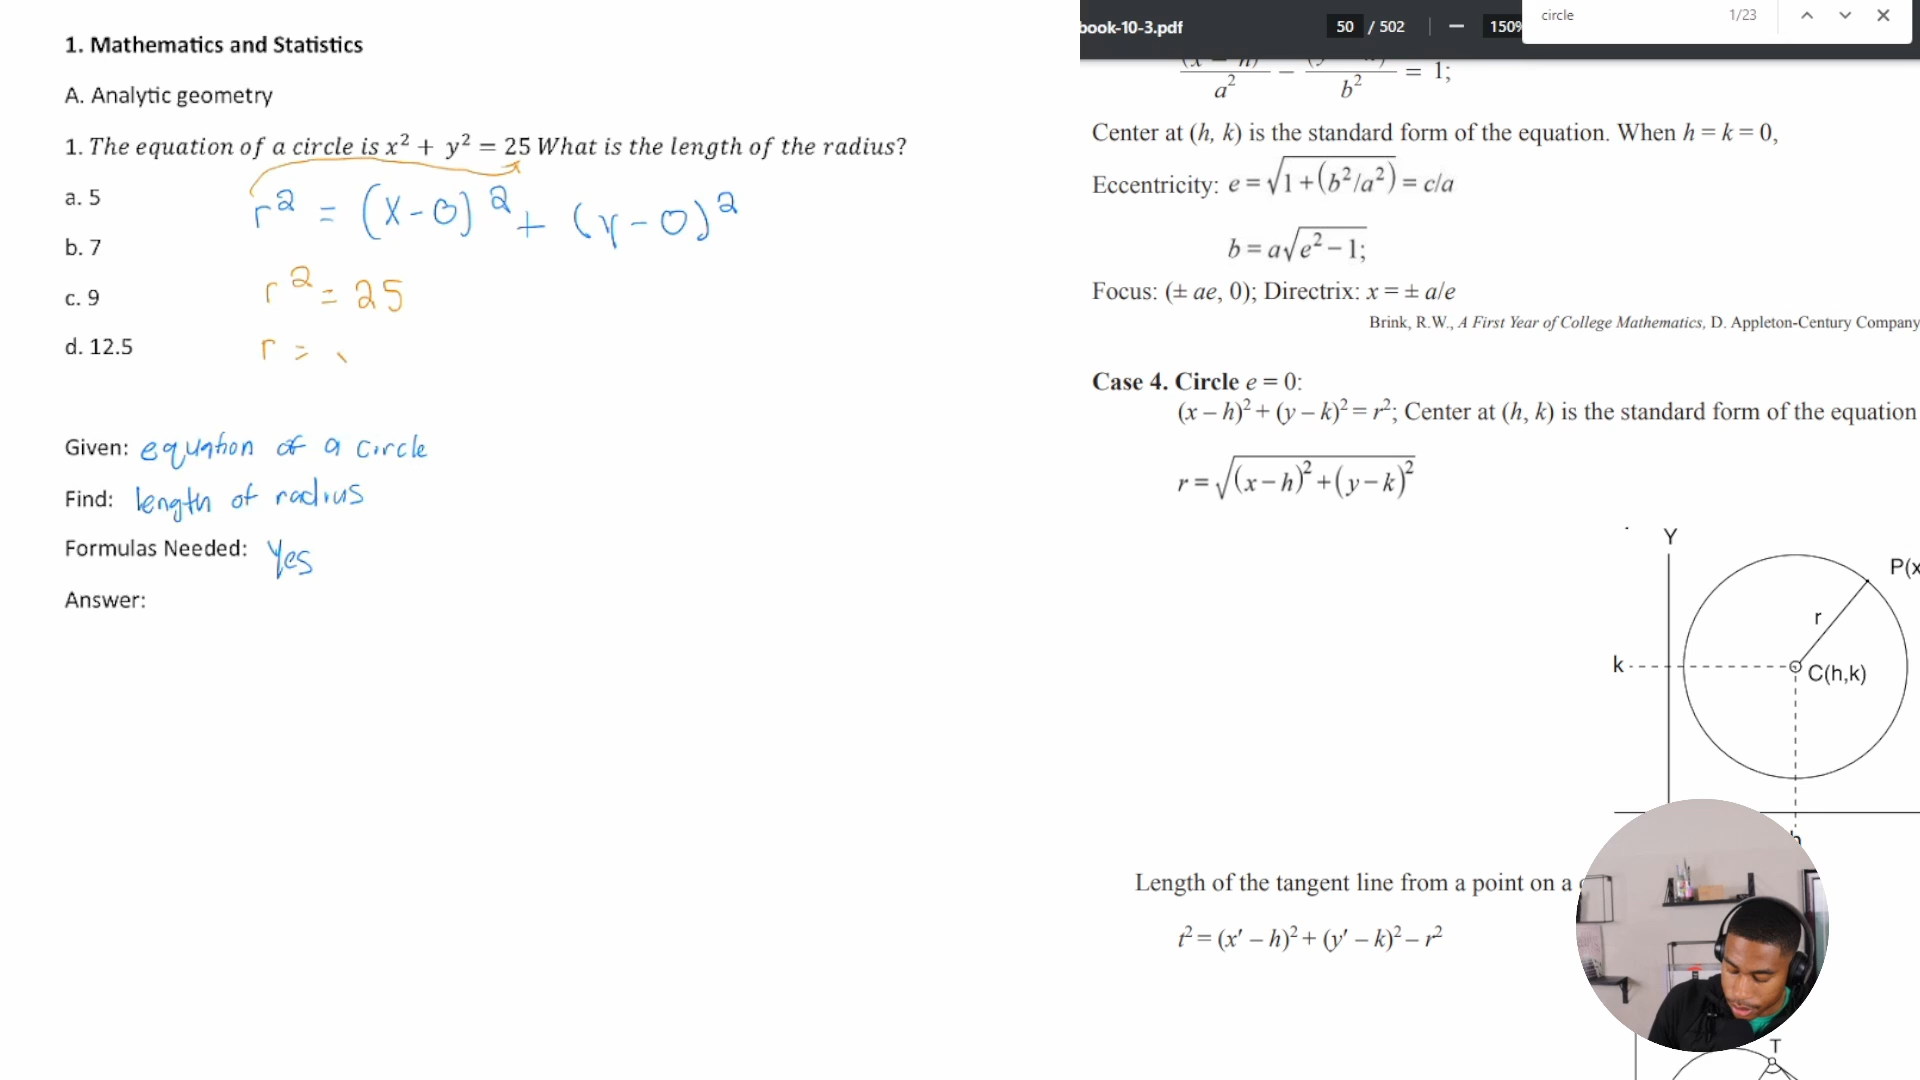 1. Mathematics and Statistics
A. Analytic geometry
1. The equation of a circle is x² + y² = 25 What is the length of the radius?
a. 5
r² = (x-0)² + (y-0)²
b. 7
c. 9
r² = 25
d. 12.5
r =
Given: equation of a circle
Find: length of radius
Formulas Needed: Yes
Answer:
book-10-3.pdf
50 / 502
150%
circle
1/23
a² − b² = 1;
Center at (h, k) is the standard form of the equation. When h = k = 0,
Eccentricity: e = √1 + (b²/a²) = c/a
b = a√e² − 1;
Focus: (± ae, 0); Directrix: x = ± a/e
Brink, R.W., A First Year of College Mathematics, D. Appleton-Century Company
Case 4. Circle e = 0:
(x – h)² + (y – k)² = r²; Center at (h, k) is the standard form of the equation
r = √(x – h)² + (y – k)²
Y
P(x
r
k
C(h,k)
Length of the tangent line from a point on a
t² = (x′ – h)² + (y′ – k)² – r²
T